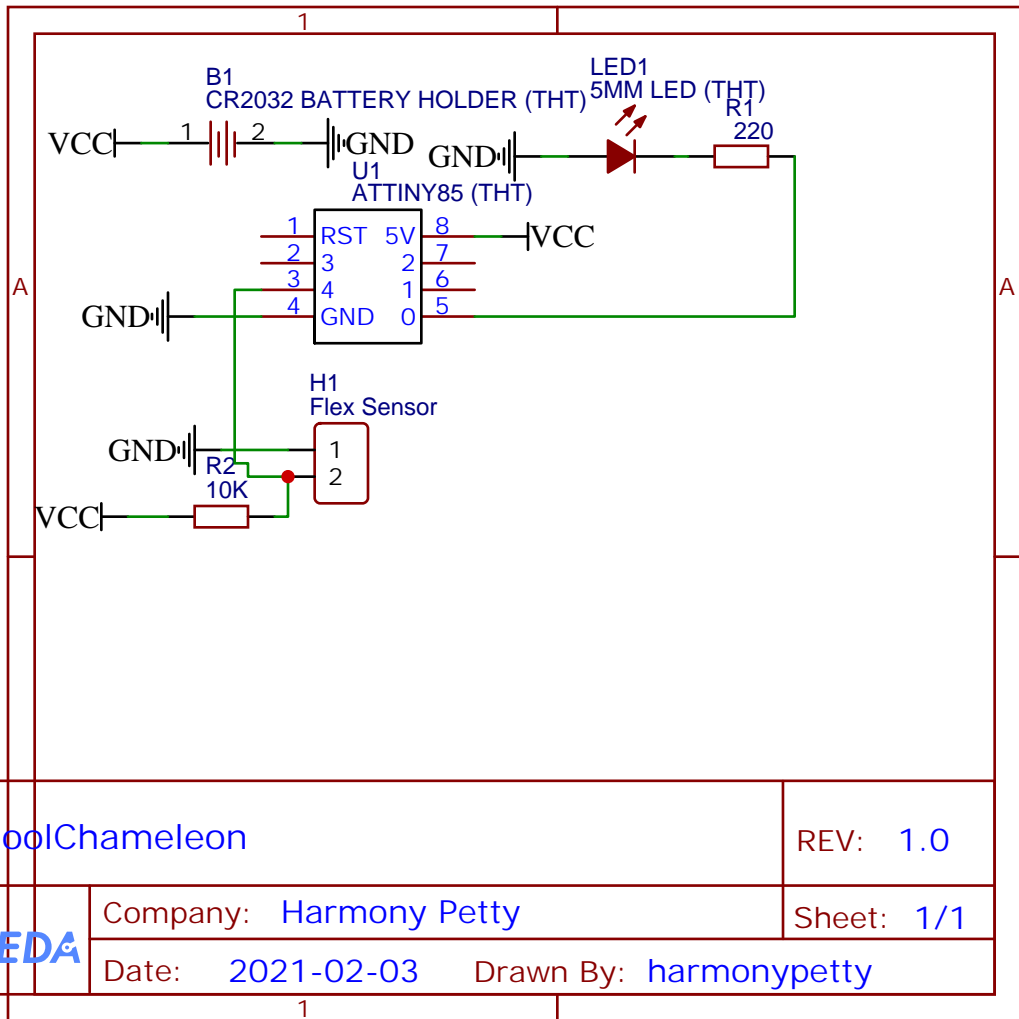 1
B1
CR2032 BATTERY HOLDER (THT)
LED1
5MM LED (THT)
R1
220
VCC
1
2
GND
GND
U1
ATTINY85 (THT)
1 RST 5V 8
VCC
2 3 2 7
3 4 1 6
4 GND 0 5
GND
A
A
H1
Flex Sensor
GND
1
2
R2
10K
VCC
oolChameleon
REV: 1.0
Company: Harmony Petty
Sheet: 1/1
EDA
Date: 2021-02-03
Drawn By: harmonypetty
1